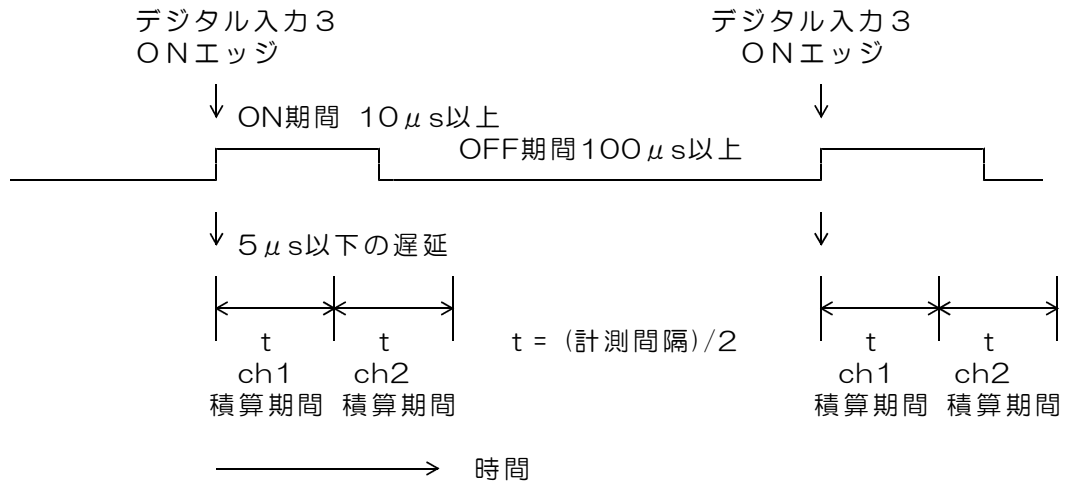 デジタル入力３
ＯＮエッジ
デジタル入力３
ＯＮエッジ
ON期間 10μs以上
OFF期間100μs以上
5μs以下の遅延
t
t
t = (計測間隔)/2
t
t
ch1
ch2
ch1
ch2
積算期間
積算期間
積算期間
積算期間
時間